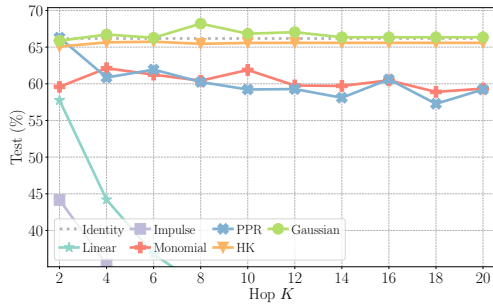 70
65
60
55
50
45
40
Test (%)
Identity Impulse PPR Gaussian
Linear Monomial HK
2 4 6 8 10 12 14 16 18 20
Hop K